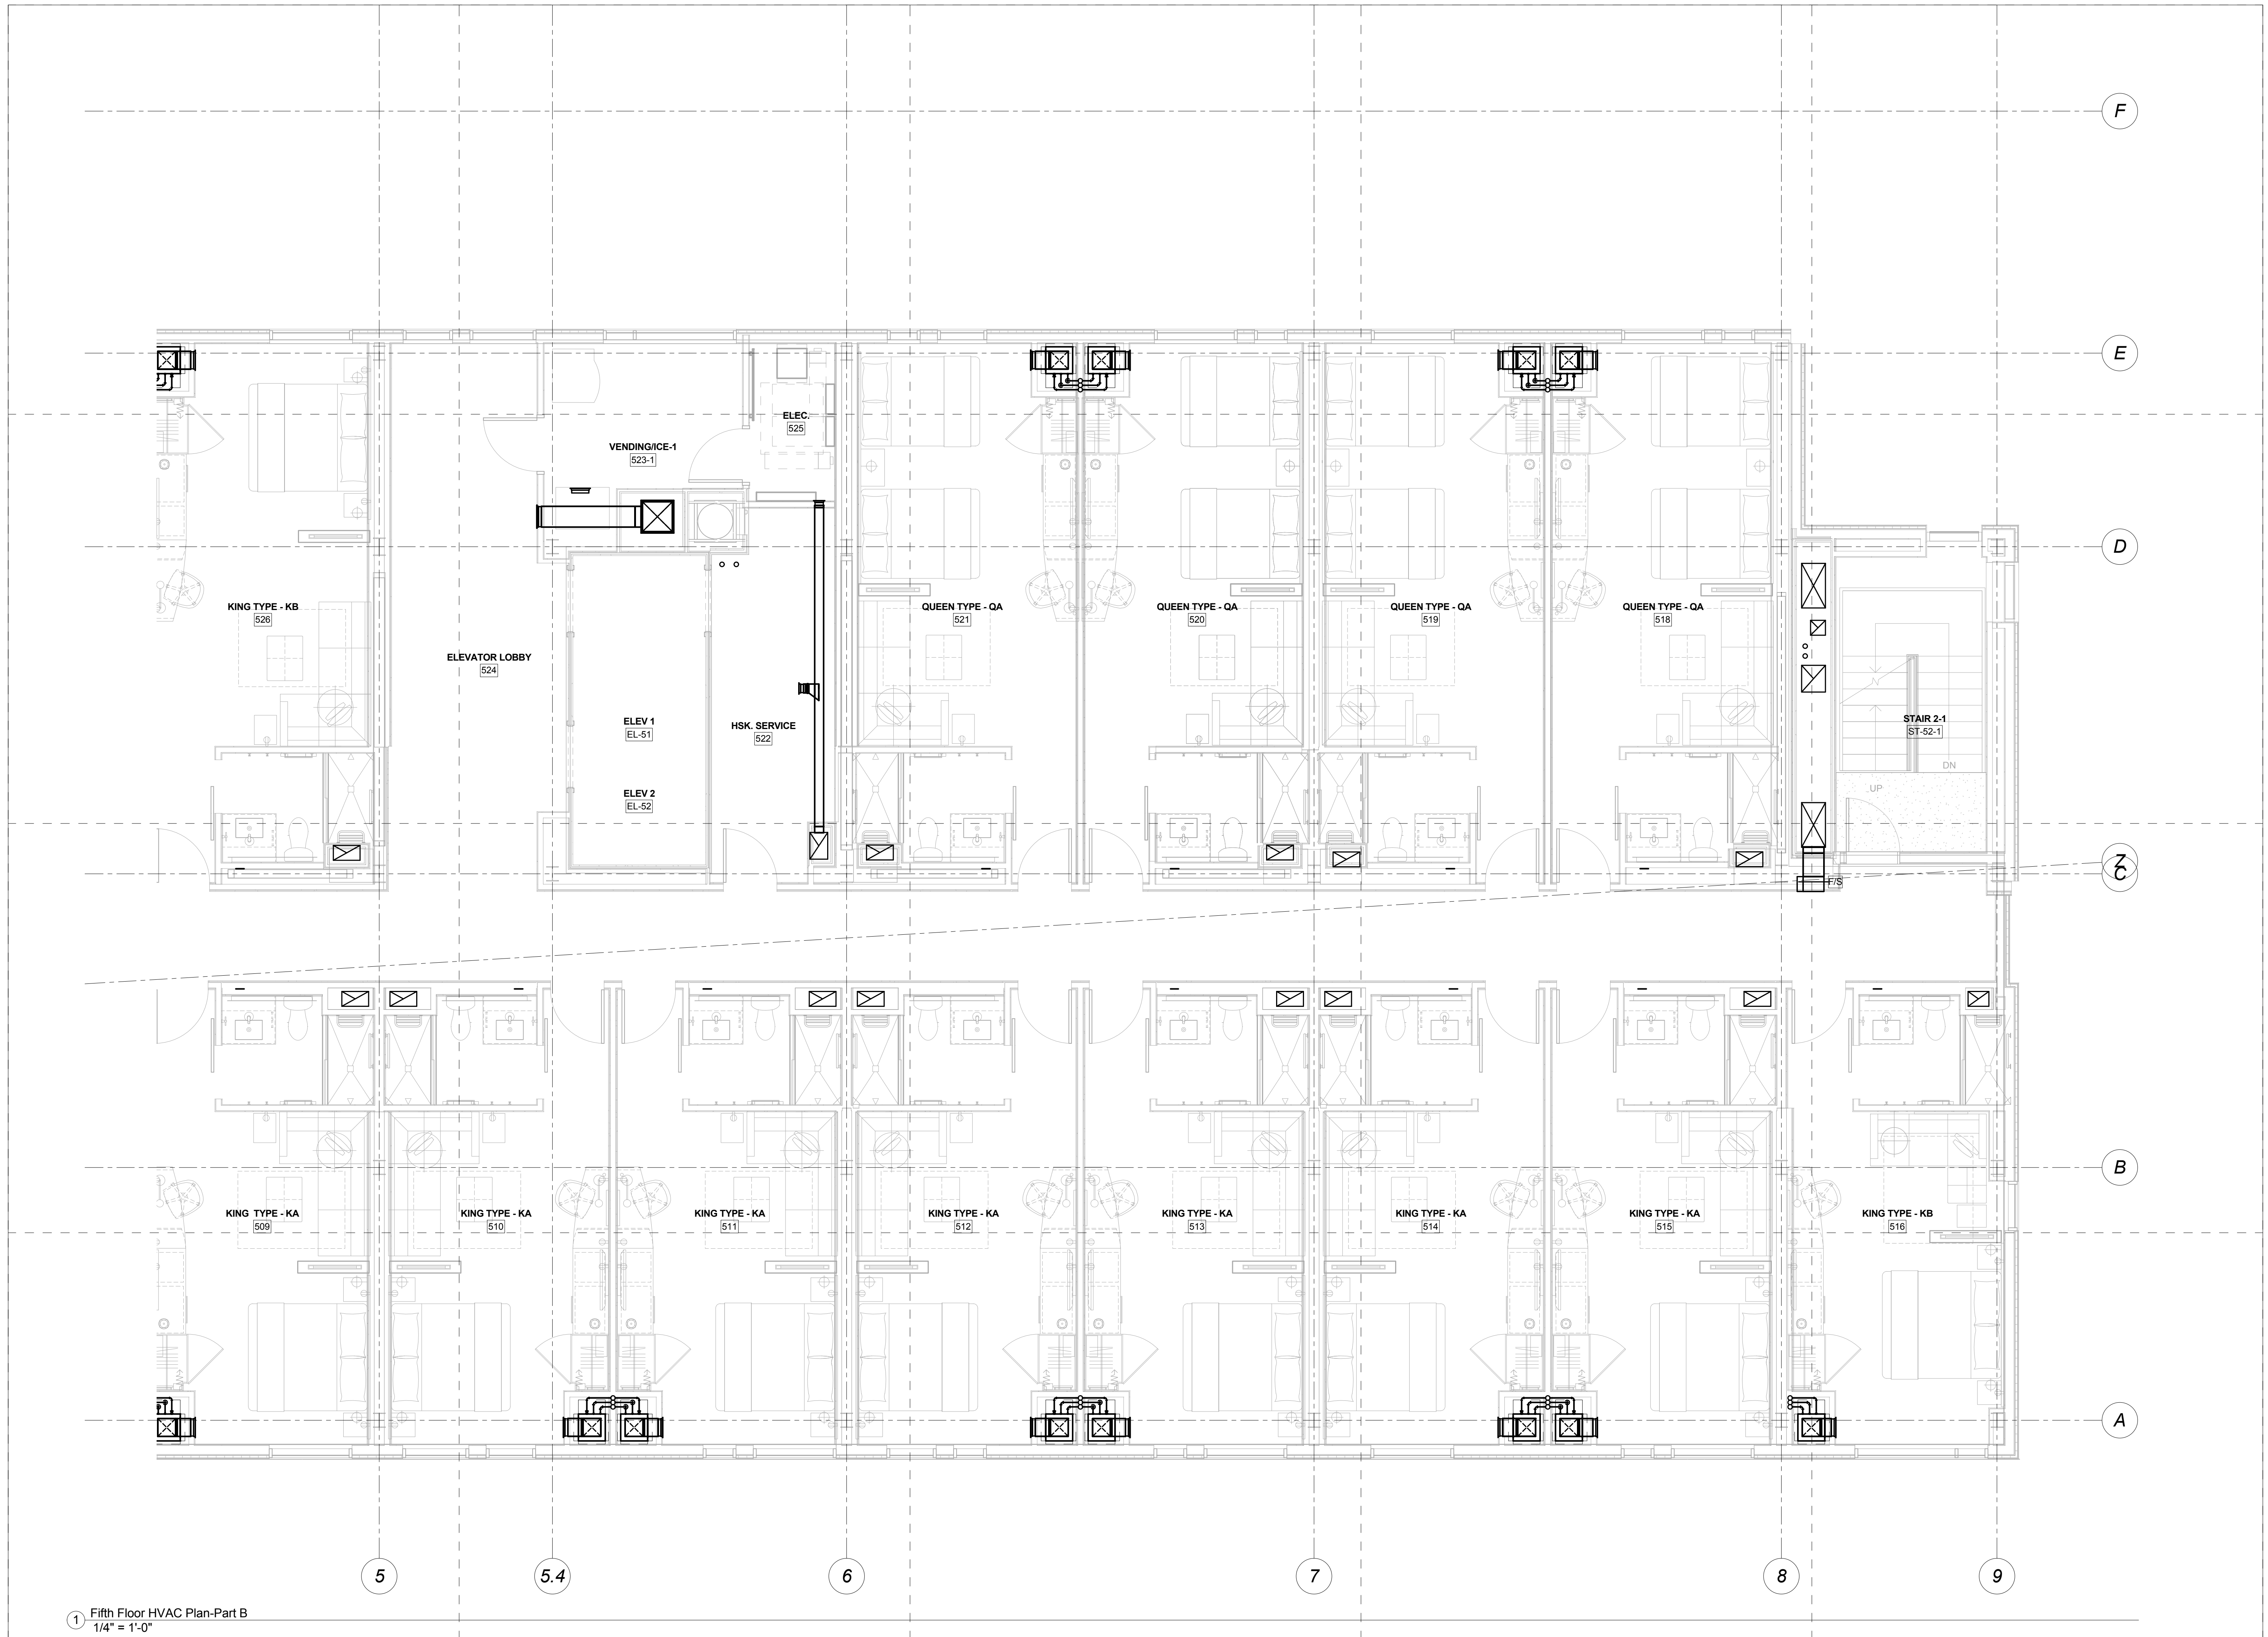 F
E
ELEC.
525
VENDING/ICE-1
523-1
D
KING TYPE - KB
526
QUEEN TYPE - QA
521
QUEEN TYPE - QA
520
QUEEN TYPE - QA
519
QUEEN TYPE - QA
518
ELEVATOR LOBBY
524
ELEV 1
EL-51
HSK. SERVICE
522
STAIR 2-1
ST-52-1
DN
UP
ELEV 2
EL-52
Z
C
F/S
B
KING TYPE - KA
509
KING TYPE - KA
510
KING TYPE - KA
511
KING TYPE - KA
512
KING TYPE - KA
513
KING TYPE - KA
514
KING TYPE - KA
515
KING TYPE - KB
516
A
5
5.4
6
7
8
9
1
Fifth Floor HVAC Plan-Part B
1/4" = 1'-0"